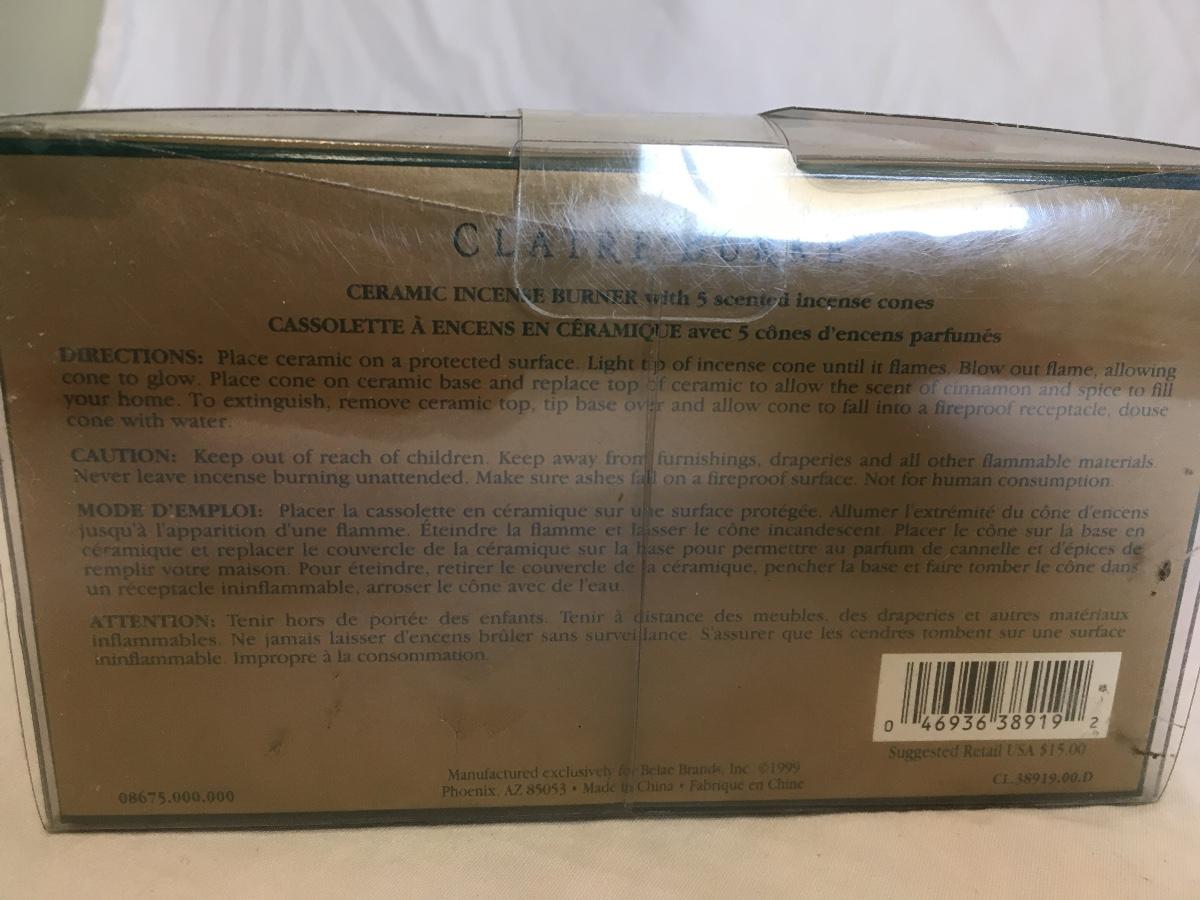 CLAIRE BURKE
CERAMIC INCENSE BURNER with 5 scented incense cones
CASSOLETTE À ENCENS EN CÉRAMIQUE avec 5 cônes d'encens parfumés
DIRECTIONS: Place ceramic on a protected surface. Light tip of incense cone until it flames. Blow out flame, allowing
cone to glow. Place cone on ceramic base and replace top of ceramic to allow the scent of cinnamon and spice to fill
your home. To extinguish, remove ceramic top, tip base over and allow cone to fall into a fireproof receptacle, douse
cone with water.
CAUTION: Keep out of reach of children. Keep away from furnishings, draperies and all other flammable materials.
Never leave incense burning unattended. Make sure ashes fall on a fireproof surface. Not for human consumption.
MODE D'EMPLOI: Placer la cassolette en céramique sur une surface protégée. Allumer l'extrémité du cône d'encens
jusqu'à l'apparition d'une flamme. Éteindre la flamme et laisser le cône incandescent. Placer le cône sur la base en
céramique et replacer le couvercle de la céramique sur la base pour permettre au parfum de cannelle et d'épices de
remplir votre maison. Pour éteindre, retirer le couvercle de la céramique, pencher la base et faire tomber le cône dans
un réceptacle ininflammable, arroser le cône avec de l'eau.
ATTENTION: Tenir hors de portée des enfants. Tenir à distance des meubles, des draperies et autres matériaux
inflammables. Ne jamais laisser d'encens brûler sans surveillance. S'assurer que les cendres tombent sur une surface
ininflammable. Impropre à la consommation.
0 46936 38919 2
Suggested Retail USA $15.00
CL.38919.00.D
Manufactured exclusively for Belae Brands, Inc. ©1999
Phoenix, AZ 85053 • Made in China • Fabrique en Chine
08675.000.000